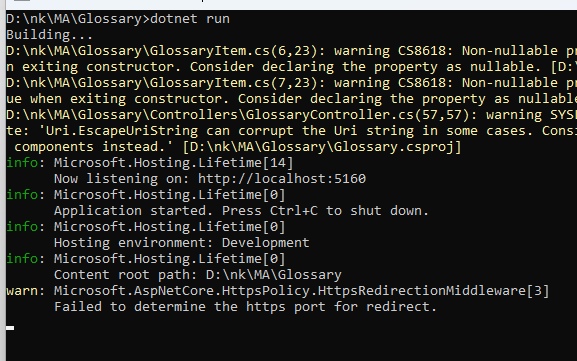 D:\nk\MA\Glossary>dotnet run
Building...
D:\nk\MA\Glossary\GlossaryItem.cs(6,23): warning CS8618: Non-nullable
n exiting constructor. Consider declaring the property as nullable. [D:
D:\nk\MA\Glossary\GlossaryItem.cs(7,23): warning CS8618: Non-nullable
ue when exiting constructor. Consider declaring the property as nullable
D:\nk\MA\Glossary\Controllers\GlossaryController.cs(57,57): warning SYS
te: 'Uri.EscapeUriString can corrupt the Uri string in some cases. Consi
components instead.' [D:\nk\MA\Glossary\Glossary.csproj]
info: Microsoft.Hosting.Lifetime[14]
Now listening on: http://localhost:5160
info: Microsoft.Hosting.Lifetime[0]
Application started. Press Ctrl+C to shut down.
info: Microsoft.Hosting.Lifetime[0]
Hosting environment: Development
info: Microsoft.Hosting.Lifetime[0]
Content root path: D:\nk\MA\Glossary
warn: Microsoft.AspNetCore.HttpsPolicy.HttpsRedirectionMiddleware[3]
Failed to determine the https port for redirect.